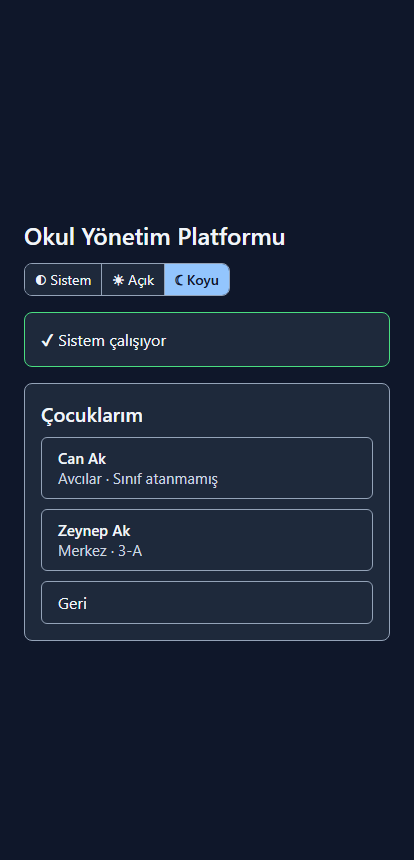 Okul Yönetim Platformu
Sistem
Açık
Koyu
✓ Sistem çalışıyor
Çocuklarım
Can Ak
Avcılar · Sınıf atanmamış
Zeynep Ak
Merkez · 3-A
Geri